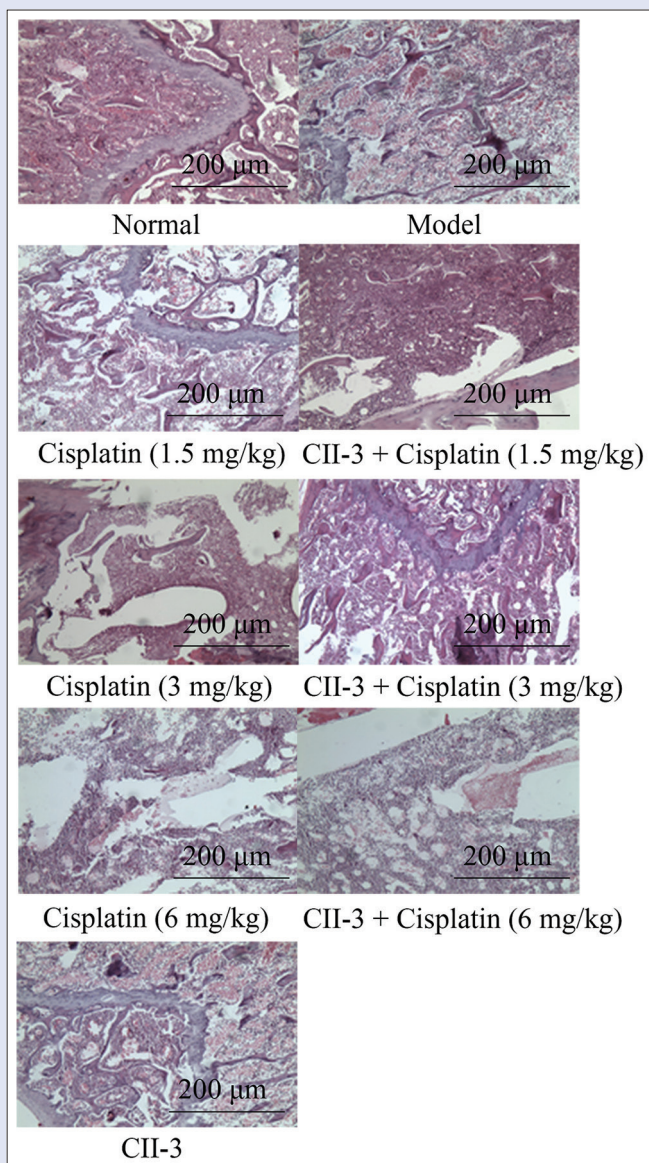 200 μm 200 μm
Normal Model
200 μm 200 μm
Cisplatin (1.5 mg/kg) CII-3 + Cisplatin (1.5 mg/kg)
200 μm 200 μm
Cisplatin (3 mg/kg) CII-3 + Cisplatin (3 mg/kg)
200 μm 200 μm
Cisplatin (6 mg/kg) CII-3 + Cisplatin (6 mg/kg)
200 μm
CII-3